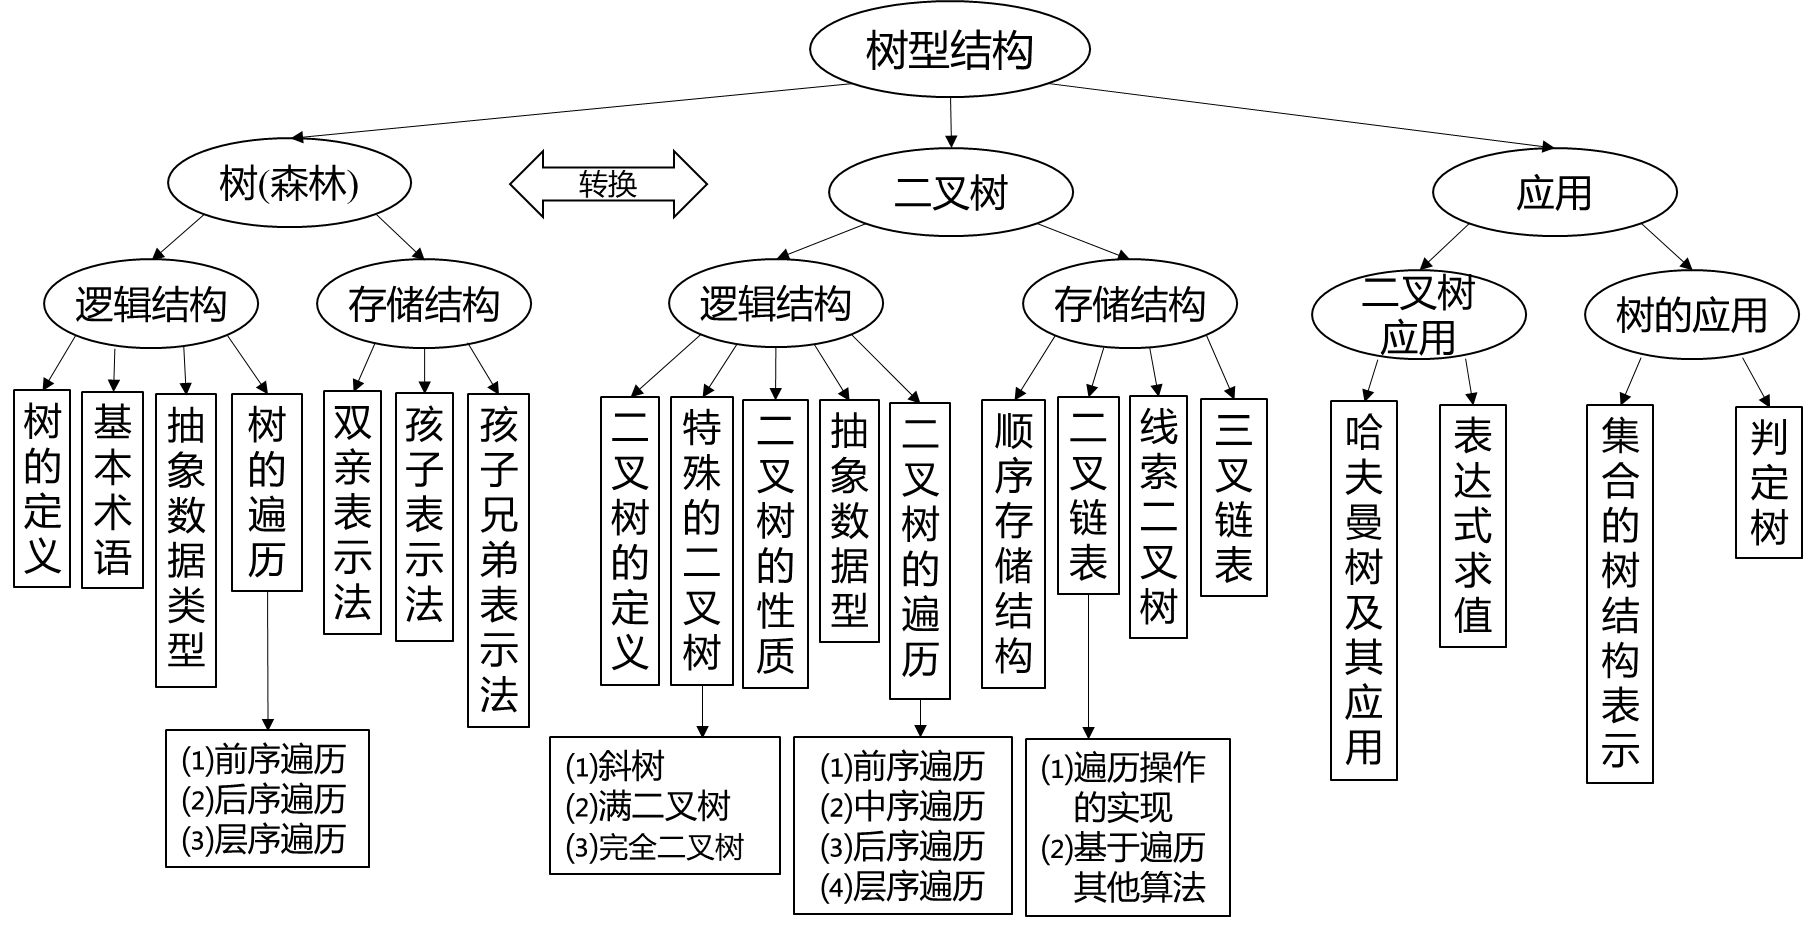 树型结构
树(森林)
转换
二叉树
应用
逻辑结构
存储结构
逻辑结构
存储结构
二叉树
应用
树的应用
树的定义
基本术语
抽象数据类型
树的遍历
双亲表示法
孩子表示法
孩子兄弟表示法
二叉树的定义
特殊的二叉树
二叉树的性质
抽象数据型
二叉树的遍历
顺序存储结构
二叉链表
线索二叉树
三叉链表
哈夫曼树及其应用
表达式求值
集合的树结构表示
判定树
⑴前序遍历
⑵后序遍历
⑶层序遍历
⑴斜树
⑵满二叉树
⑶完全二叉树
⑴前序遍历
⑵中序遍历
⑶后序遍历
⑷层序遍历
⑴遍历操作
的实现
⑵基于遍历
其他算法